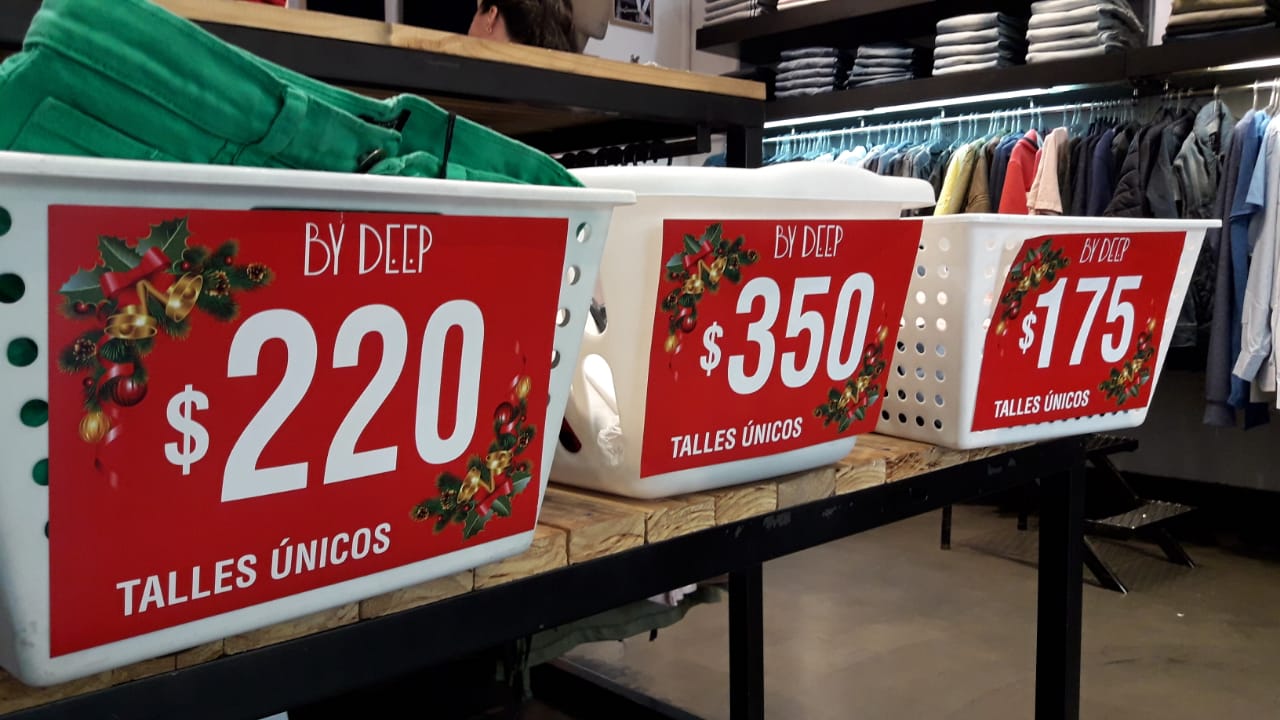 BY DEEP
$220
TALLES ÚNICOS
BY DEEP
$350
TALLES ÚNICOS
BY DEEP
$175
TALLES ÚNICOS